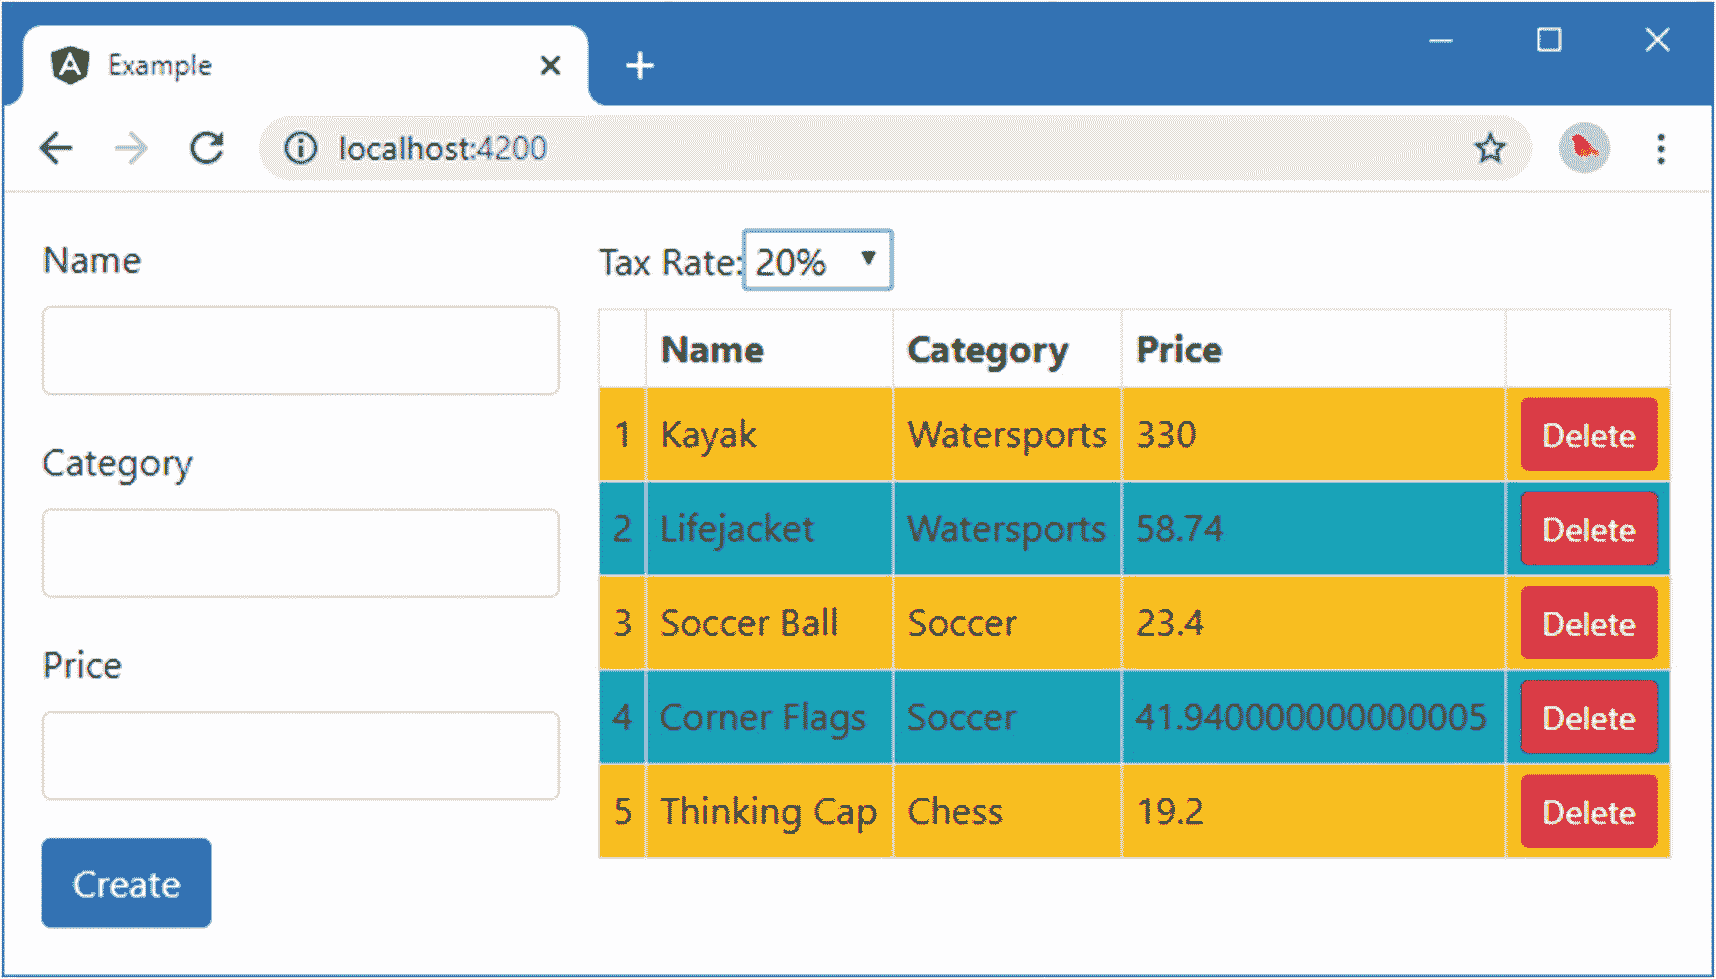 Example
localhost:4200
Name
Category
Price
Create
Tax Rate: 20%
Name Category Price
1 Kayak Watersports 330 Delete
2 Lifejacket Watersports 58.74 Delete
3 Soccer Ball Soccer 23.4 Delete
4 Corner Flags Soccer 41.940000000000005 Delete
5 Thinking Cap Chess 19.2 Delete